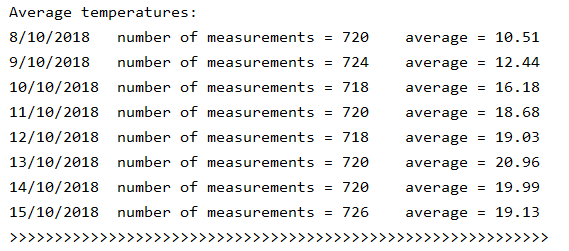 Average temperatures:
8/10/2018   number of measurements = 720    average = 10.51
9/10/2018   number of measurements = 724    average = 12.44
10/10/2018  number of measurements = 718    average = 16.18
11/10/2018  number of measurements = 720    average = 18.68
12/10/2018  number of measurements = 718    average = 19.03
13/10/2018  number of measurements = 720    average = 20.96
14/10/2018  number of measurements = 720    average = 19.99
15/10/2018  number of measurements = 726    average = 19.13
>>>>>>>>>>>>>>>>>>>>>>>>>>>>>>>>>>>>>>>>>>>>>>>>>>>>>>>>>>>>